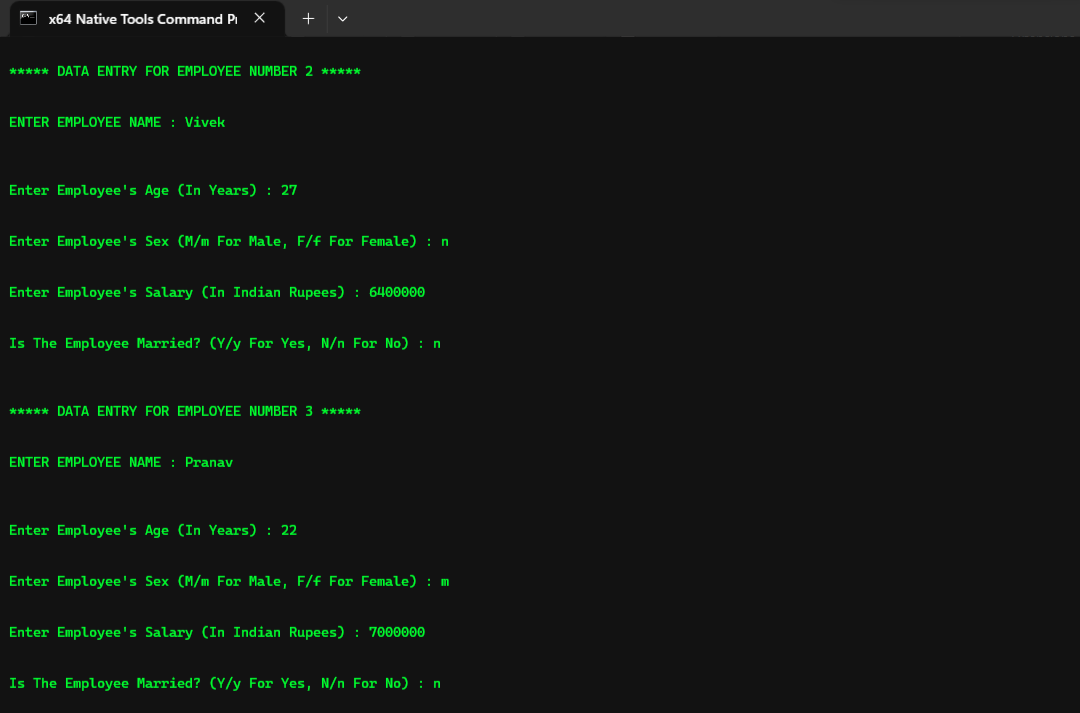 x64 Native Tools Command P
***** DATA ENTRY FOR EMPLOYEE NUMBER 2 *****
ENTER EMPLOYEE NAME : Vivek
Enter Employee's Age (In Years) : 27
Enter Employee's Sex (M/m For Male, F/f For Female) : n
Enter Employee's Salary (In Indian Rupees) : 6400000
Is The Employee Married? (Y/y For Yes, N/n For No) : n
***** DATA ENTRY FOR EMPLOYEE NUMBER 3 *****
ENTER EMPLOYEE NAME : Pranav
Enter Employee's Age (In Years) : 22
Enter Employee's Sex (M/m For Male, F/f For Female) : m
Enter Employee's Salary (In Indian Rupees) : 7000000
Is The Employee Married? (Y/y For Yes, N/n For No) : n